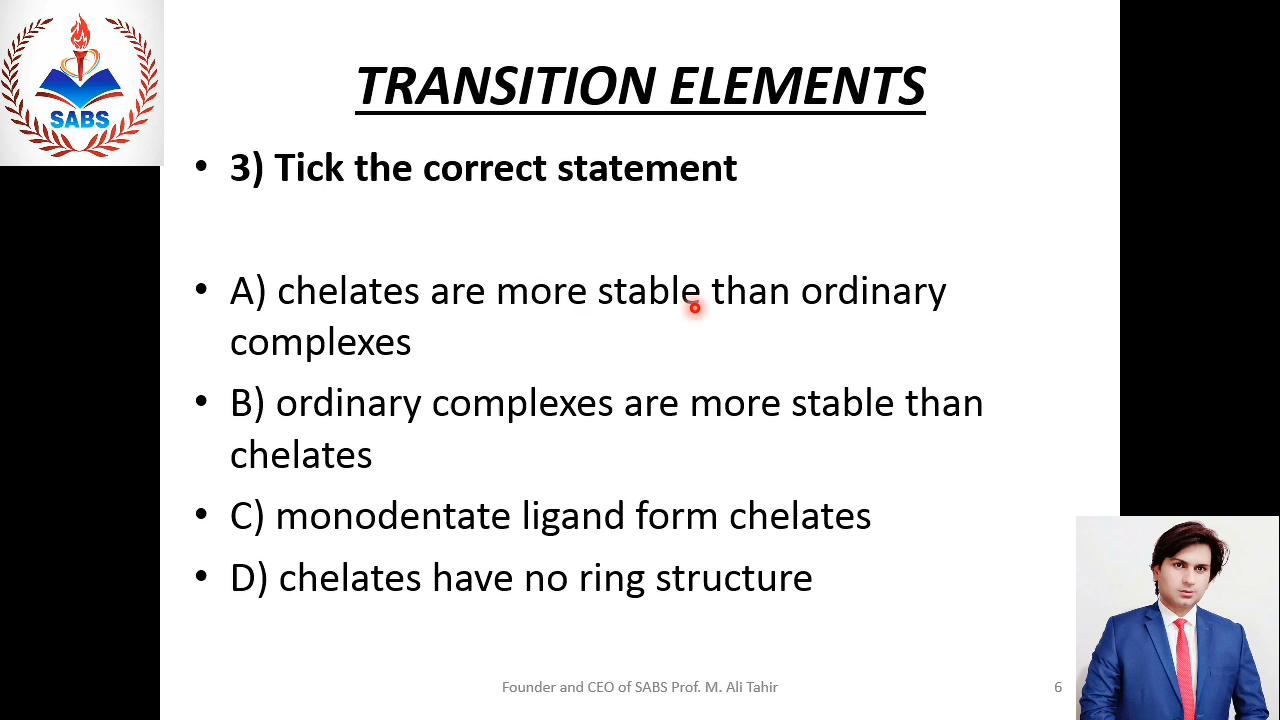 SABS
TRANSITION ELEMENTS
• 3) Tick the correct statement
• A) chelates are more stable than ordinary
complexes
• B) ordinary complexes are more stable than
chelates
• C) monodentate ligand form chelates
• D) chelates have no ring structure
Founder and CEO of SABS Prof. M. Ali Tahir
6